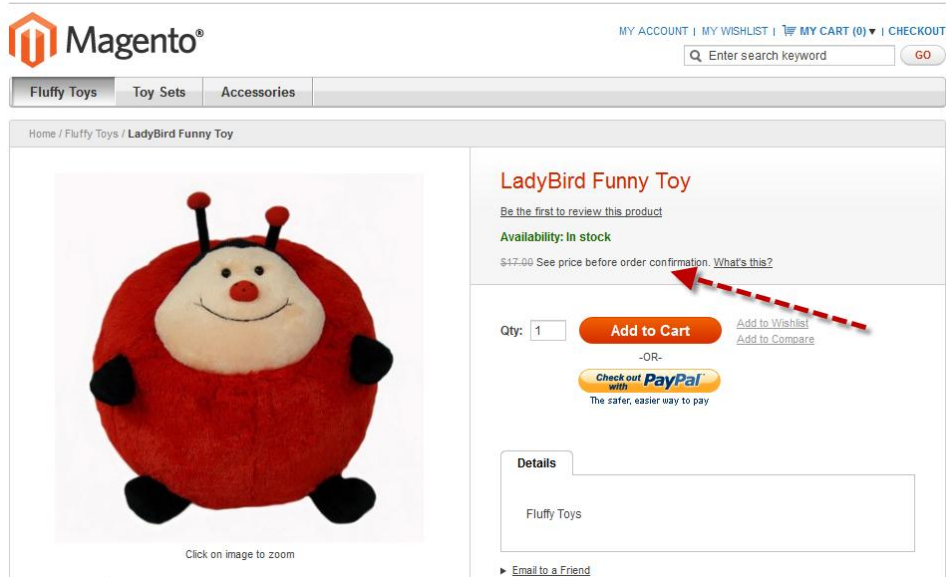 Magento®
MY ACCOUNT | MY WISHLIST | MY CART (0) ▼ | CHECKOUT
Enter search keyword GO
Fluffy Toys Toy Sets Accessories
Home / Fluffy Toys / LadyBird Funny Toy
LadyBird Funny Toy
Be the first to review this product
Availability: In stock
$17.00 See price before order confirmation. What's this?
Qty: 1 Add to Cart Add to Wishlist
Add to Compare
-OR-
Check out with PayPal
The safer, easier way to pay
Details
Fluffy Toys
Click on image to zoom
▶ Email to a Friend